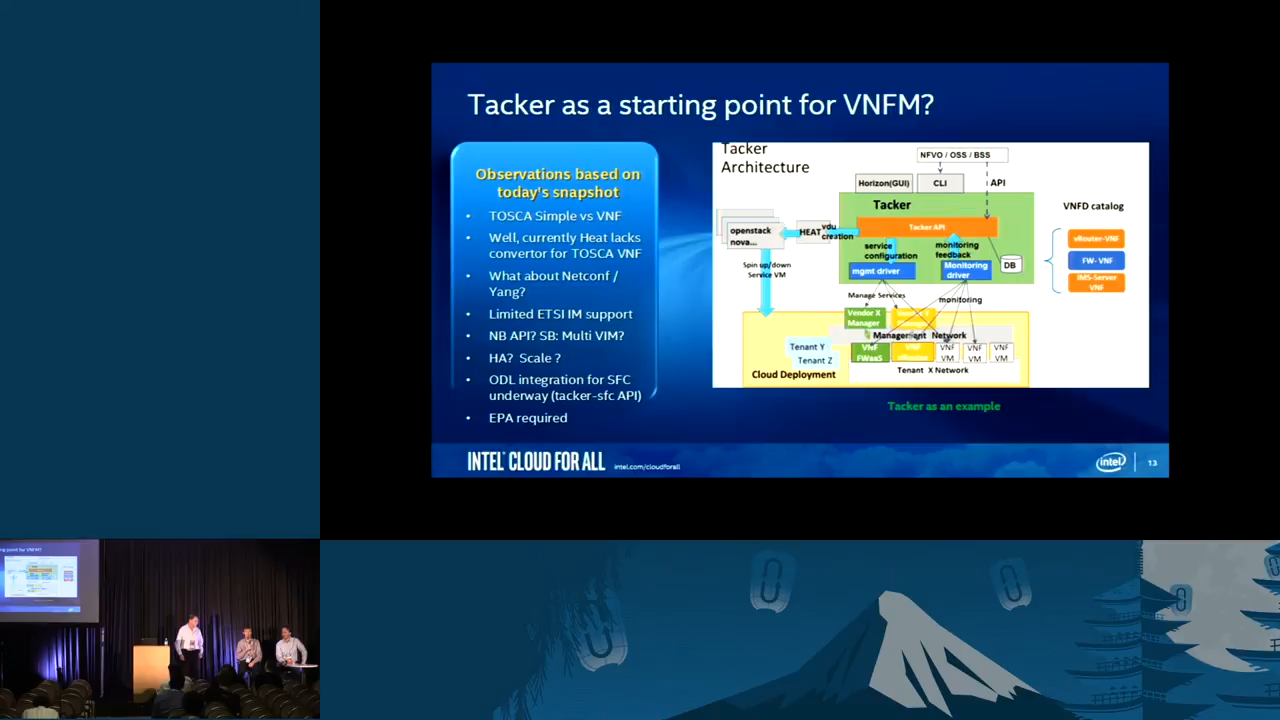 Tacker as a starting point for VNFM?
Observations based on
today's snapshot
• TOSCA Simple vs VNF
• Well, currently Heat lacks
convertor for TOSCA VNF
• What about Netconf /
Yang?
• Limited ETSI IM support
• NB API? SB: Multi VIM?
• HA? Scale ?
• ODL integration for SFC
underway (tacker-sfc API)
• EPA required
Tacker
Architecture
NFVO / OSS / BSS
Horizon(GUI)
CLI
API
Tacker
Tacker API
openstack
nova...
HEAT
vdu
creation
service
configuration
monitoring
feedback
mgmt driver
Monitoring
driver
DB
Spin up/down
Service VM
Manage Services
monitoring
Vendor X
Manager
Management Network
Tenant Y
Tenant Z
VNF
FWaaS
VNF
VNF
VM
VNF
VM
VNF
VM
Cloud Deployment
Tenant X Network
VNFD catalog
vRouter-VNF
FW- VNF
IMS-Server
VNF
Tacker as an example
INTEL® CLOUD FOR ALL
intel.com/cloudforall
intel
13